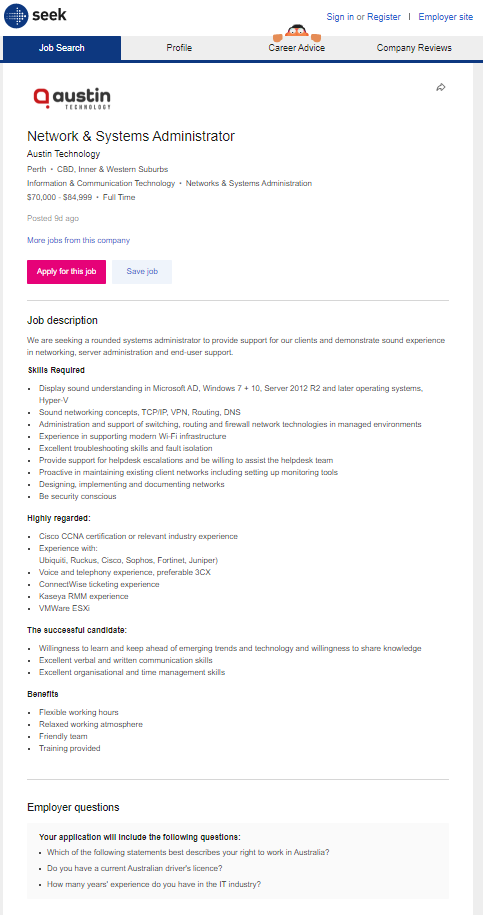 seek
Sign in or Register | Employer site
Job Search
Profile
Career Advice
Company Reviews
austin
TECHNOLOGY
Network & Systems Administrator
Austin Technology
Perth • CBD, Inner & Western Suburbs
Information & Communication Technology • Networks & Systems Administration
$70,000 - $84,999 • Full Time
Posted 9d ago
More jobs from this company
Apply for this job
Save job
Job description
We are seeking a rounded systems administrator to provide support for our clients and demonstrate sound experience
in networking, server administration and end-user support.
Skills Required
• Display sound understanding in Microsoft AD, Windows 7 + 10, Server 2012 R2 and later operating systems,
Hyper-V
• Sound networking concepts, TCP/IP, VPN, Routing, DNS
• Administration and support of switching, routing and firewall network technologies in managed environments
• Experience in supporting modern Wi-Fi infrastructure
• Excellent troubleshooting skills and fault isolation
• Provide support for helpdesk escalations and be willing to assist the helpdesk team
• Proactive in maintaining existing client networks including setting up monitoring tools
• Designing, implementing and documenting networks
• Be security conscious
Highly regarded:
• Cisco CCNA certification or relevant industry experience
• Experience with:
Ubiquiti, Ruckus, Cisco, Sophos, Fortinet, Juniper)
• Voice and telephony experience, preferable 3CX
• ConnectWise ticketing experience
• Kaseya RMM experience
• VMWare ESXi
The successful candidate:
• Willingness to learn and keep ahead of emerging trends and technology and willingness to share knowledge
• Excellent verbal and written communication skills
• Excellent organisational and time management skills
Benefits
• Flexible working hours
• Relaxed working atmosphere
• Friendly team
• Training provided
Employer questions
Your application will include the following questions:
• Which of the following statements best describes your right to work in Australia?
• Do you have a current Australian driver's licence?
• How many years' experience do you have in the IT industry?